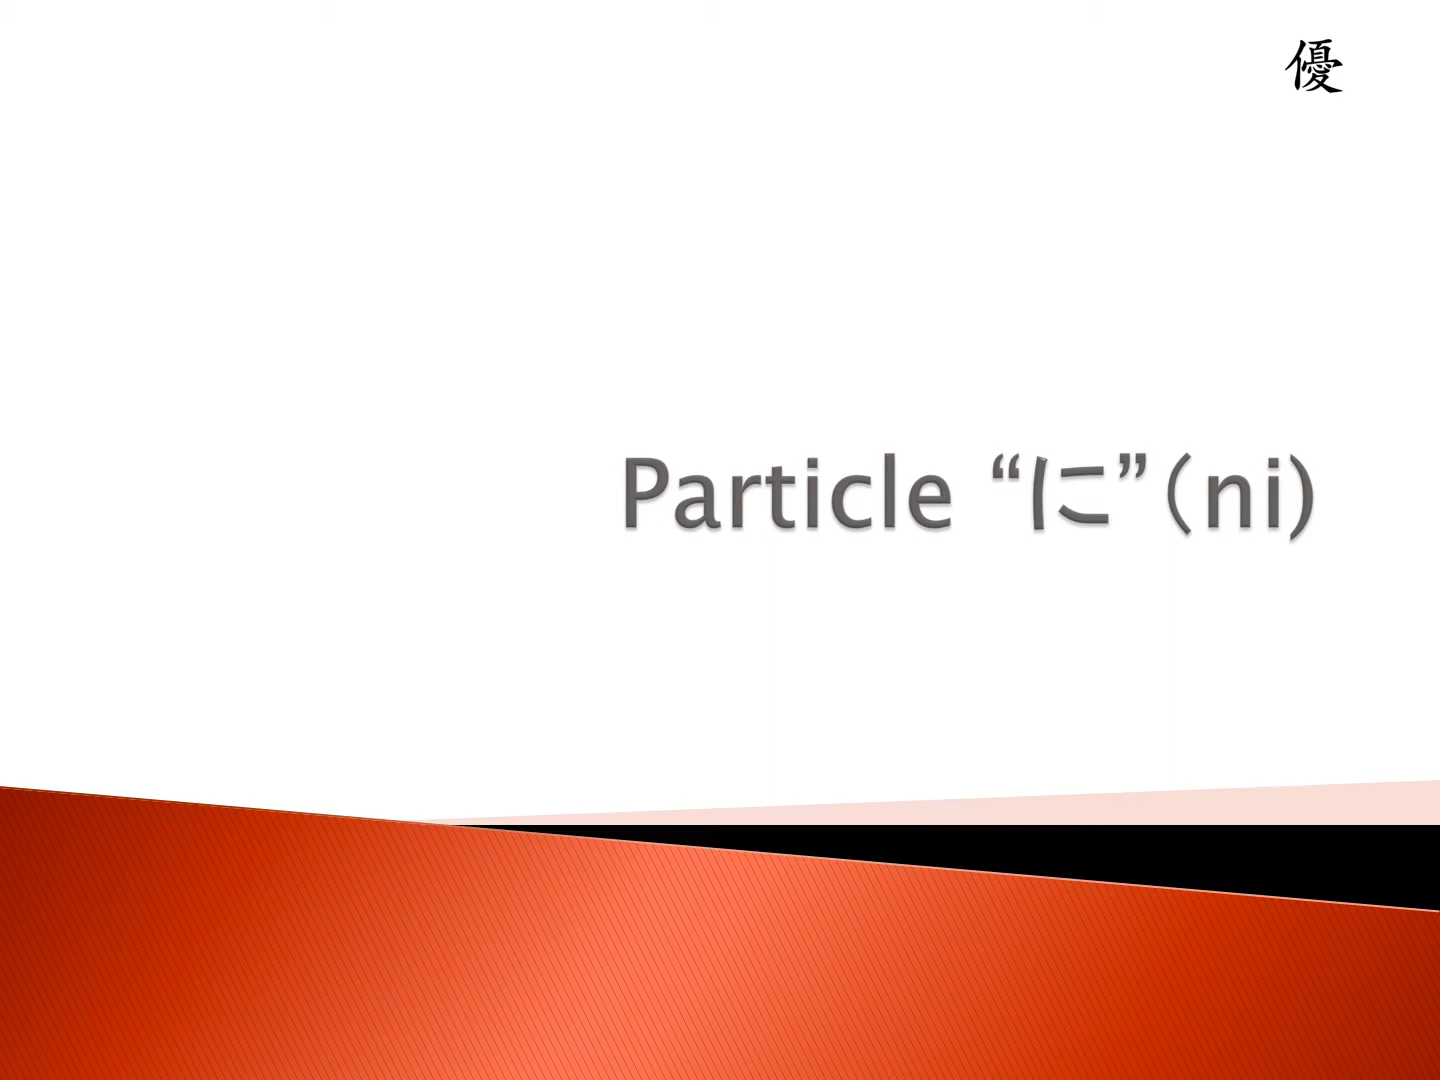 優
Particle “に”（ni)